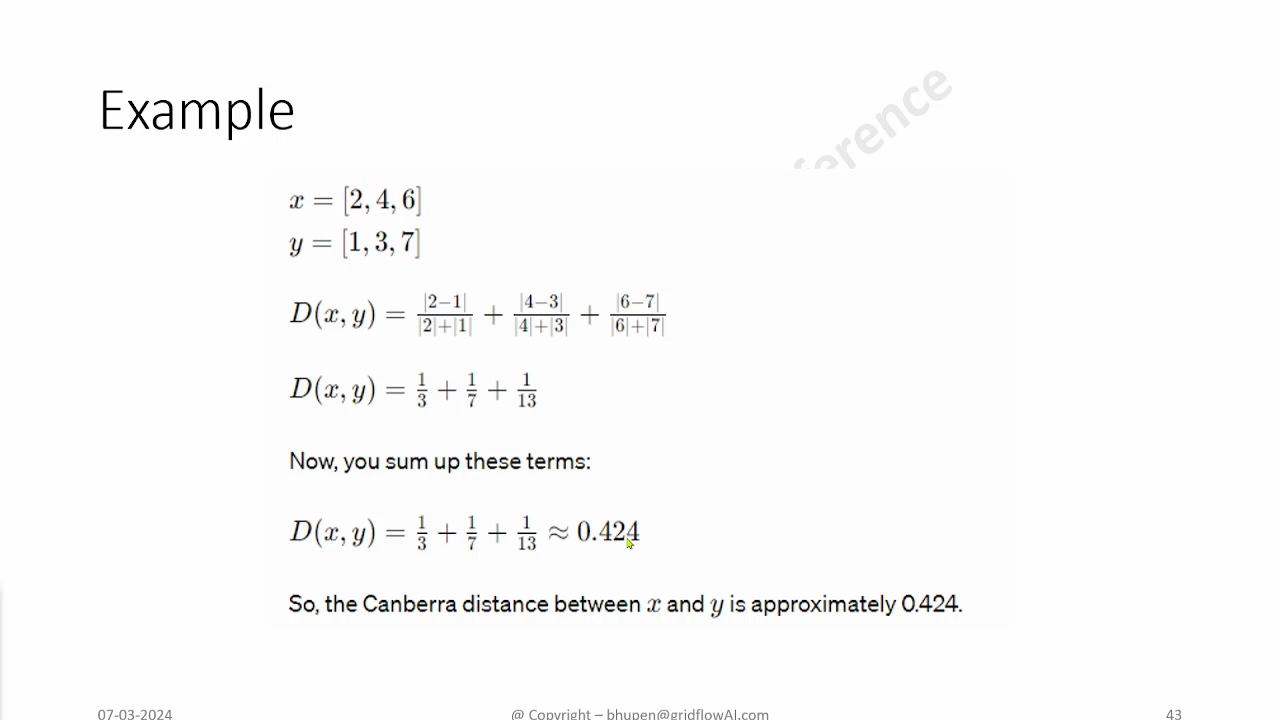 Example
x = [2, 4, 6]
y = [1, 3, 7]
D(x, y) = |2−1| / |2|+|1| + |4−3| / |4|+|3| + |6−7| / |6|+|7|
D(x, y) = 1/3 + 1/7 + 1/13
Now, you sum up these terms:
D(x, y) = 1/3 + 1/7 + 1/13 ≈ 0.424
So, the Canberra distance between x and y is approximately 0.424.
07-03-2024 @ Copyright – bhupen@gridflowAI.com 43